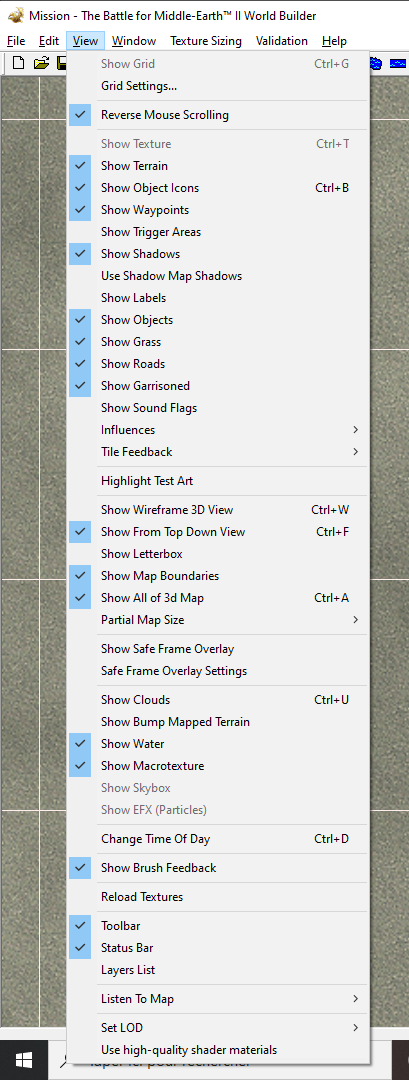 Mission - The Battle for Middle-Earth™ II World Builder
File Edit View Window Texture Sizing Validation Help
Show Grid Ctrl+G
Grid Settings...
Reverse Mouse Scrolling
Show Texture Ctrl+T
Show Terrain
Show Object Icons Ctrl+B
Show Waypoints
Show Trigger Areas
Show Shadows
Use Shadow Map Shadows
Show Labels
Show Objects
Show Grass
Show Roads
Show Garrisoned
Show Sound Flags
Influences
Tile Feedback
Highlight Test Art
Show Wireframe 3D View Ctrl+W
Show From Top Down View Ctrl+F
Show Letterbox
Show Map Boundaries
Show All of 3d Map Ctrl+A
Partial Map Size
Show Safe Frame Overlay
Safe Frame Overlay Settings
Show Clouds Ctrl+U
Show Bump Mapped Terrain
Show Water
Show Macrotexture
Show Skybox
Show EFX (Particles)
Change Time Of Day Ctrl+D
Show Brush Feedback
Reload Textures
Toolbar
Status Bar
Layers List
Listen To Map
Set LOD
Use high-quality shader materials